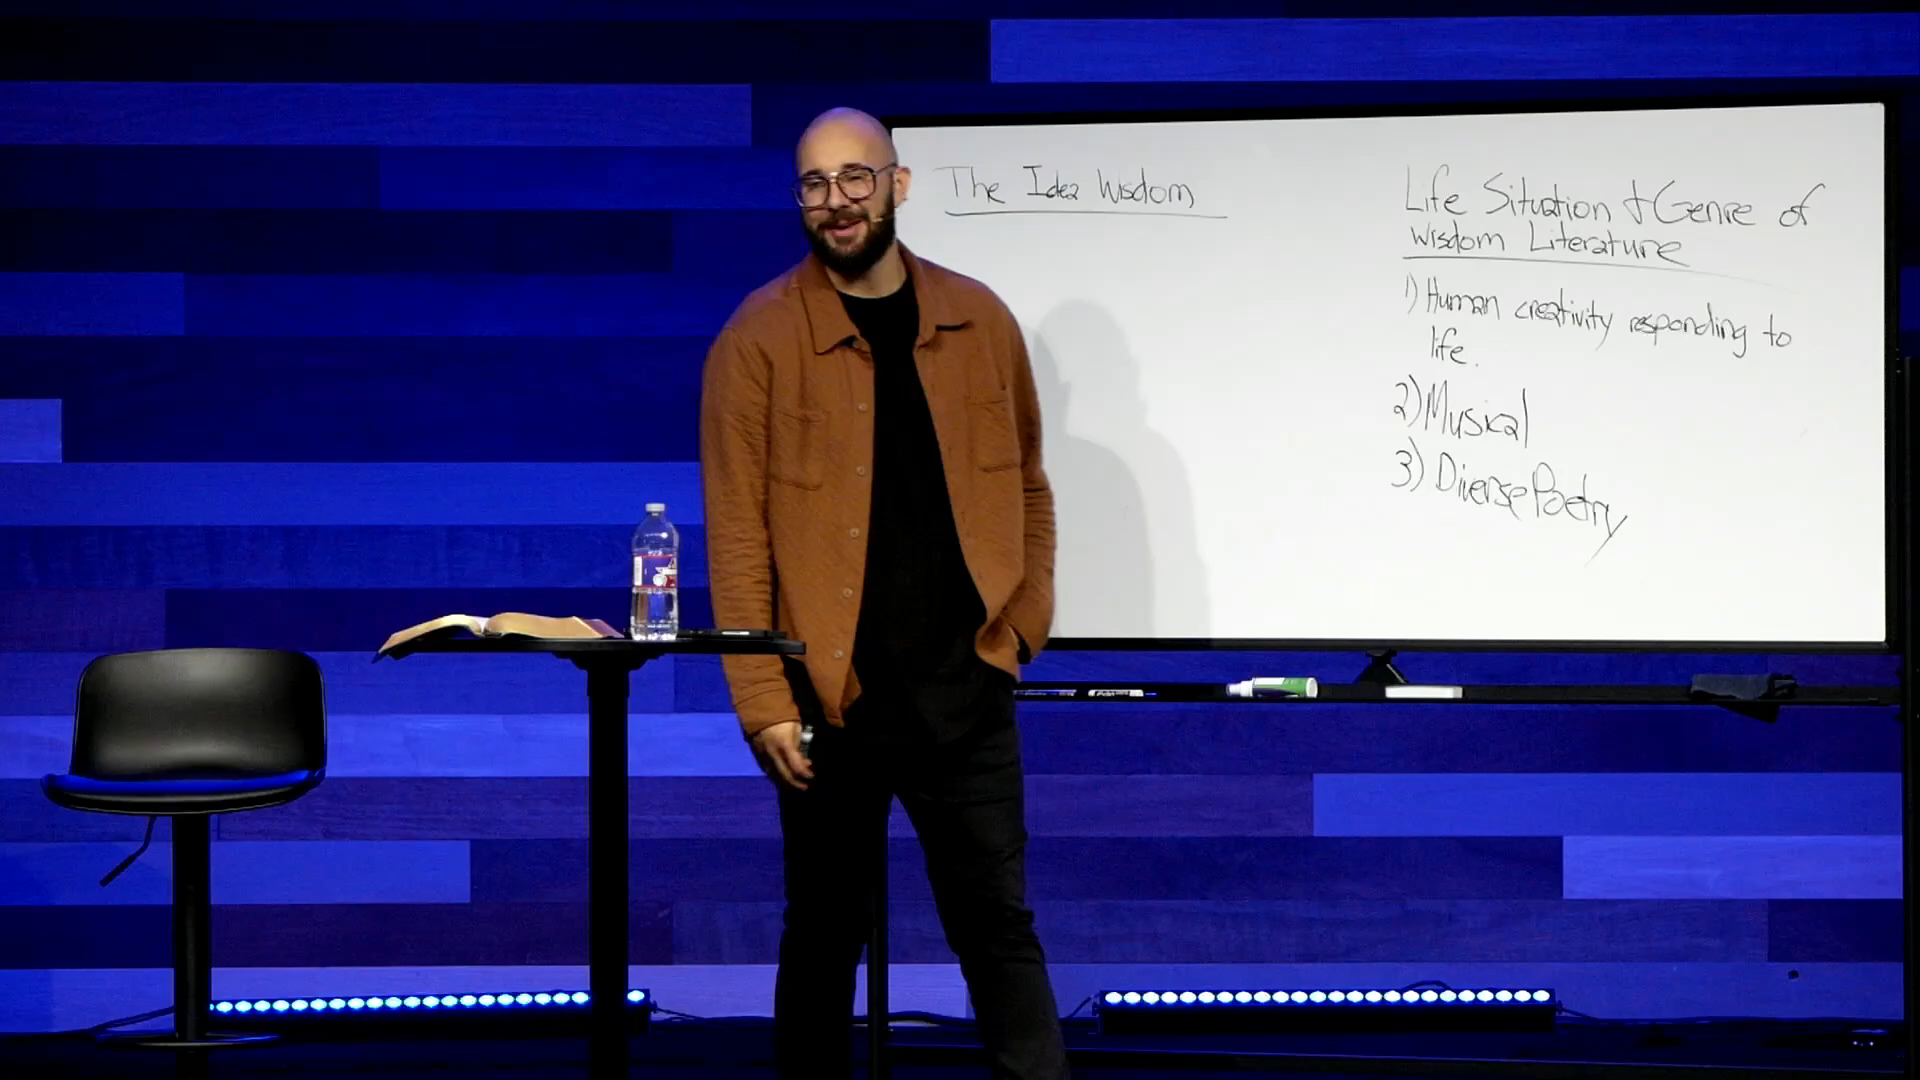 The Idea Wisdom
Life Situation & Genre of
Wisdom Literature
1) Human creativity responding to
life.
2) Musical
3) Diverse Poetry